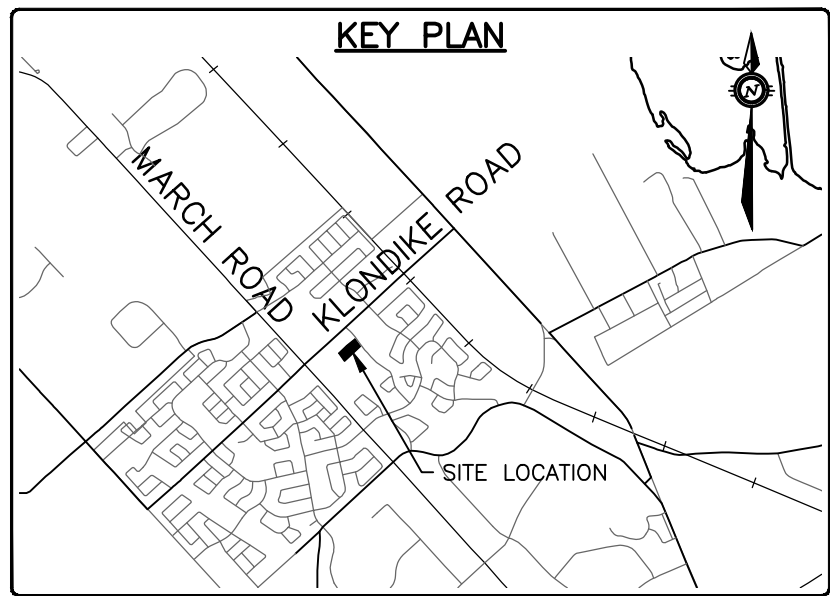 KEY PLAN
N
MARCH ROAD
KLONDIKE ROAD
SITE LOCATION